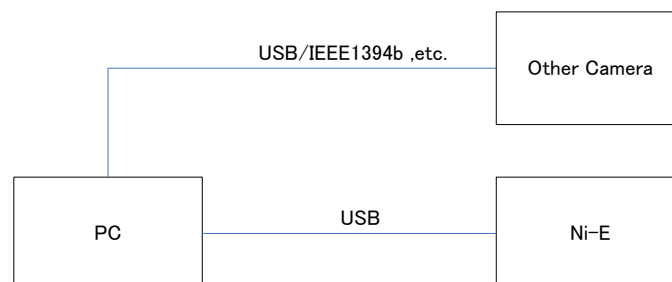 USB/IEEE1394b ,etc.
Other Camera
PC
USB
Ni-E